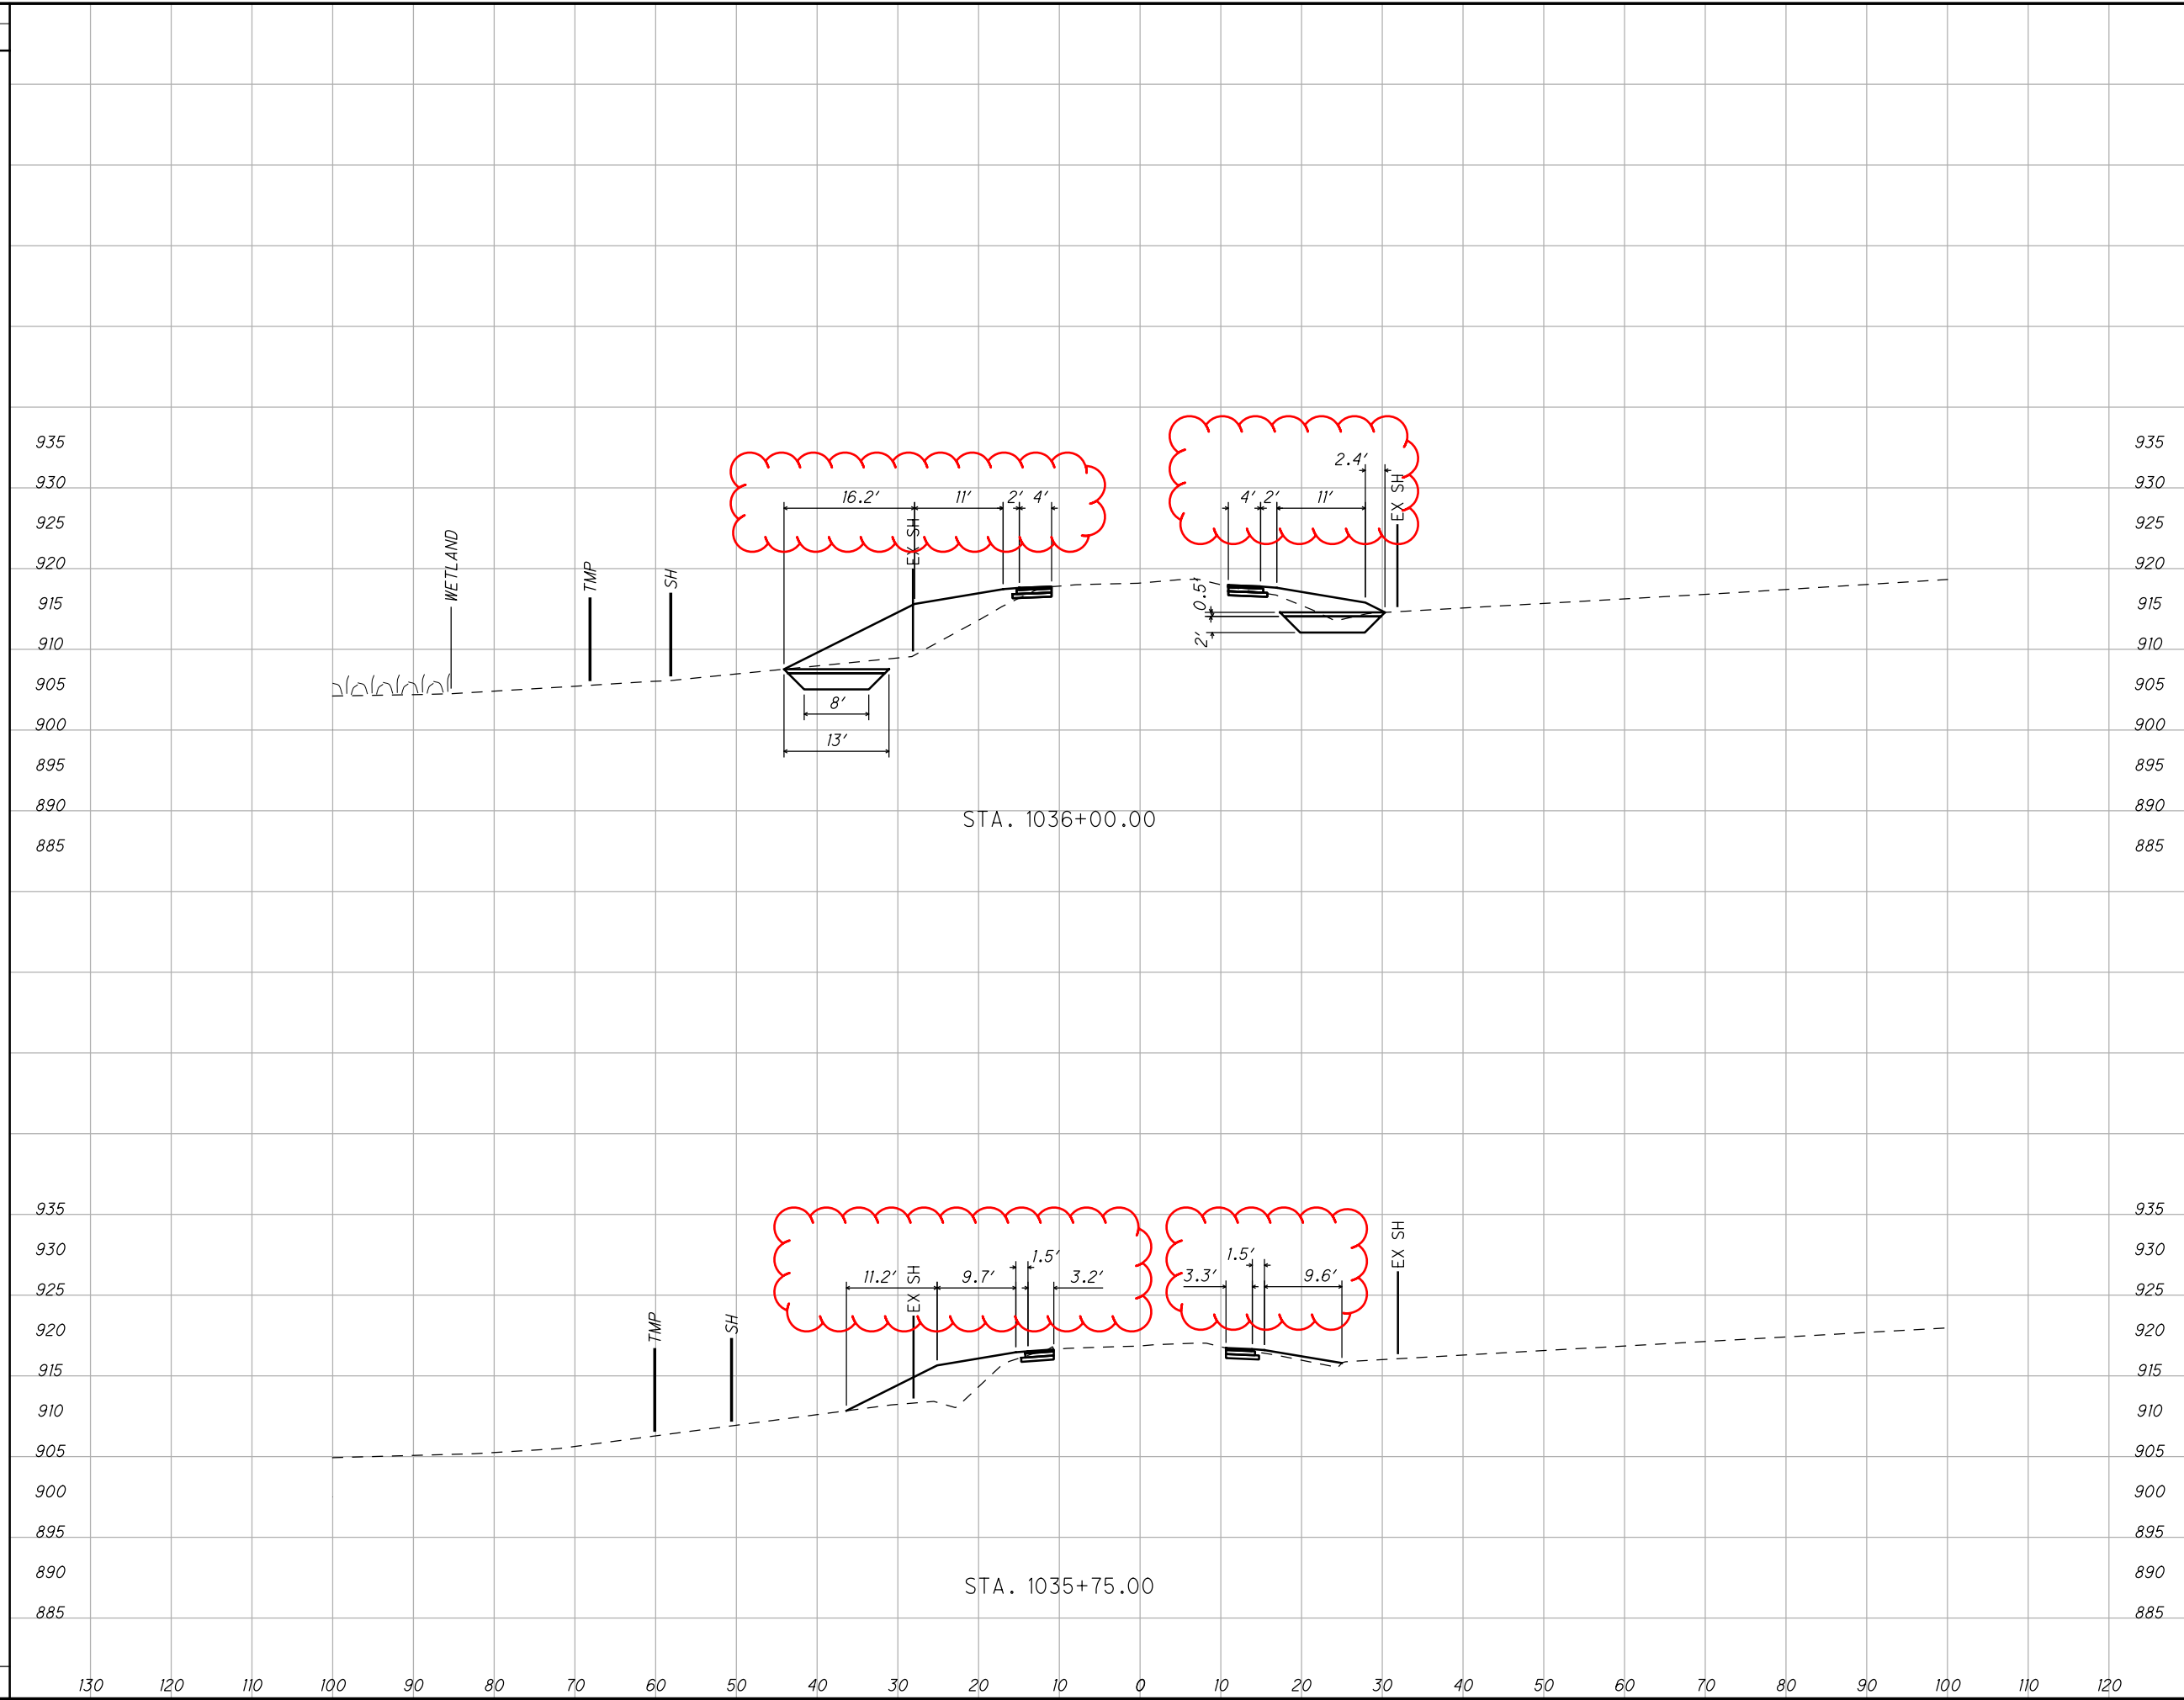 935 935
2.4'
930 930
16.2' 11' 2' 4' 4' 2' 11' EX SH
925 925
WETLAND EX SH
920 920
TMP SH
915 0.5' 915
910 2' 910
905 905
8'
900 900
13'
895 895
890 890
STA. 1036+00.00
885 885
935 935
EX SH
930 1.5' 1.5' 930
11.2' EX SH 9.7' 3.2' 3.3' 9.6'
925 925
TMP SH
920 920
915 915
910 910
905 905
900 900
895 895
890 890
STA. 1035+75.00
885 885
130 120 110 100 90 80 70 60 50 40 30 20 10 0 10 20 30 40 50 60 70 80 90 100 110 120